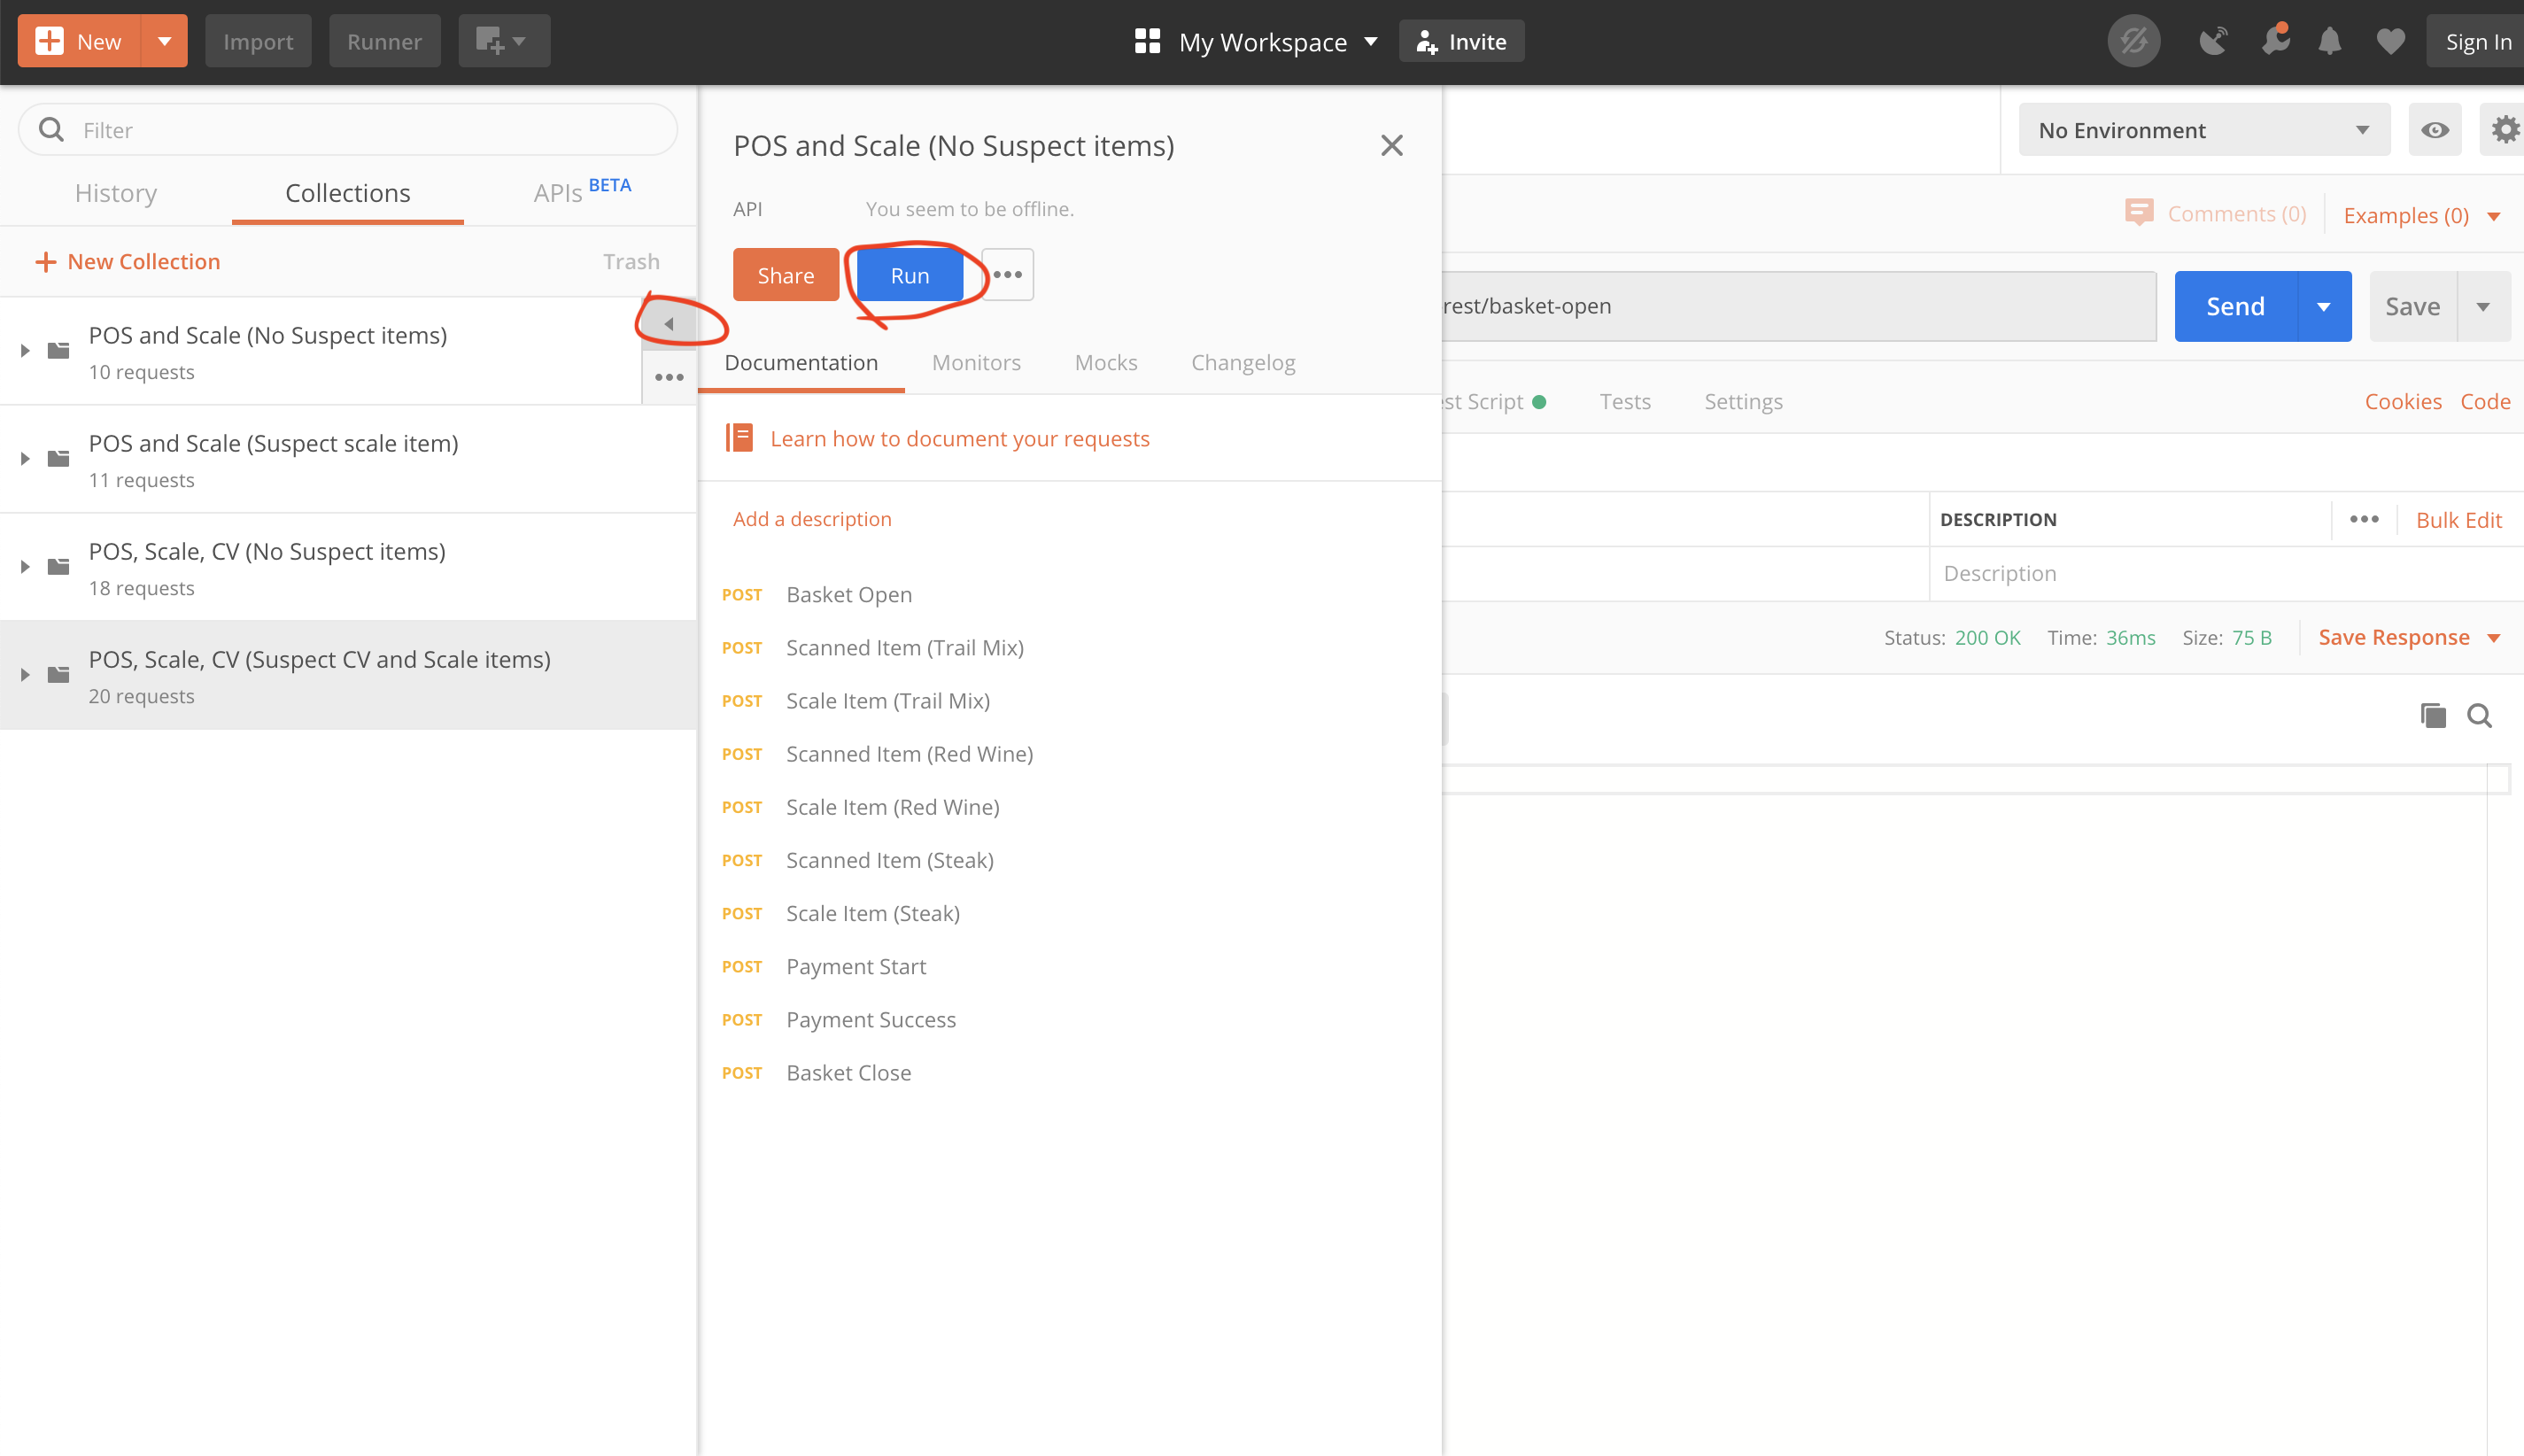 New
Import
Runner
My Workspace
Invite
Sign In
Filter
History
Collections
APIs BETA
New Collection
Trash
POS and Scale (No Suspect items)
10 requests
POS and Scale (Suspect scale item)
11 requests
POS, Scale, CV (No Suspect items)
18 requests
POS, Scale, CV (Suspect CV and Scale items)
20 requests
POS and Scale (No Suspect items)
API You seem to be offline.
Share Run
Documentation Monitors Mocks Changelog
Learn how to document your requests
Add a description
POST Basket Open
POST Scanned Item (Trail Mix)
POST Scale Item (Trail Mix)
POST Scanned Item (Red Wine)
POST Scale Item (Red Wine)
POST Scanned Item (Steak)
POST Scale Item (Steak)
POST Payment Start
POST Payment Success
POST Basket Close
No Environment
Comments (0) Examples (0)
rest/basket-open
Send Save
est Script Tests Settings Cookies Code
DESCRIPTION Bulk Edit
Description
Status: 200 OK Time: 36ms Size: 75 B Save Response